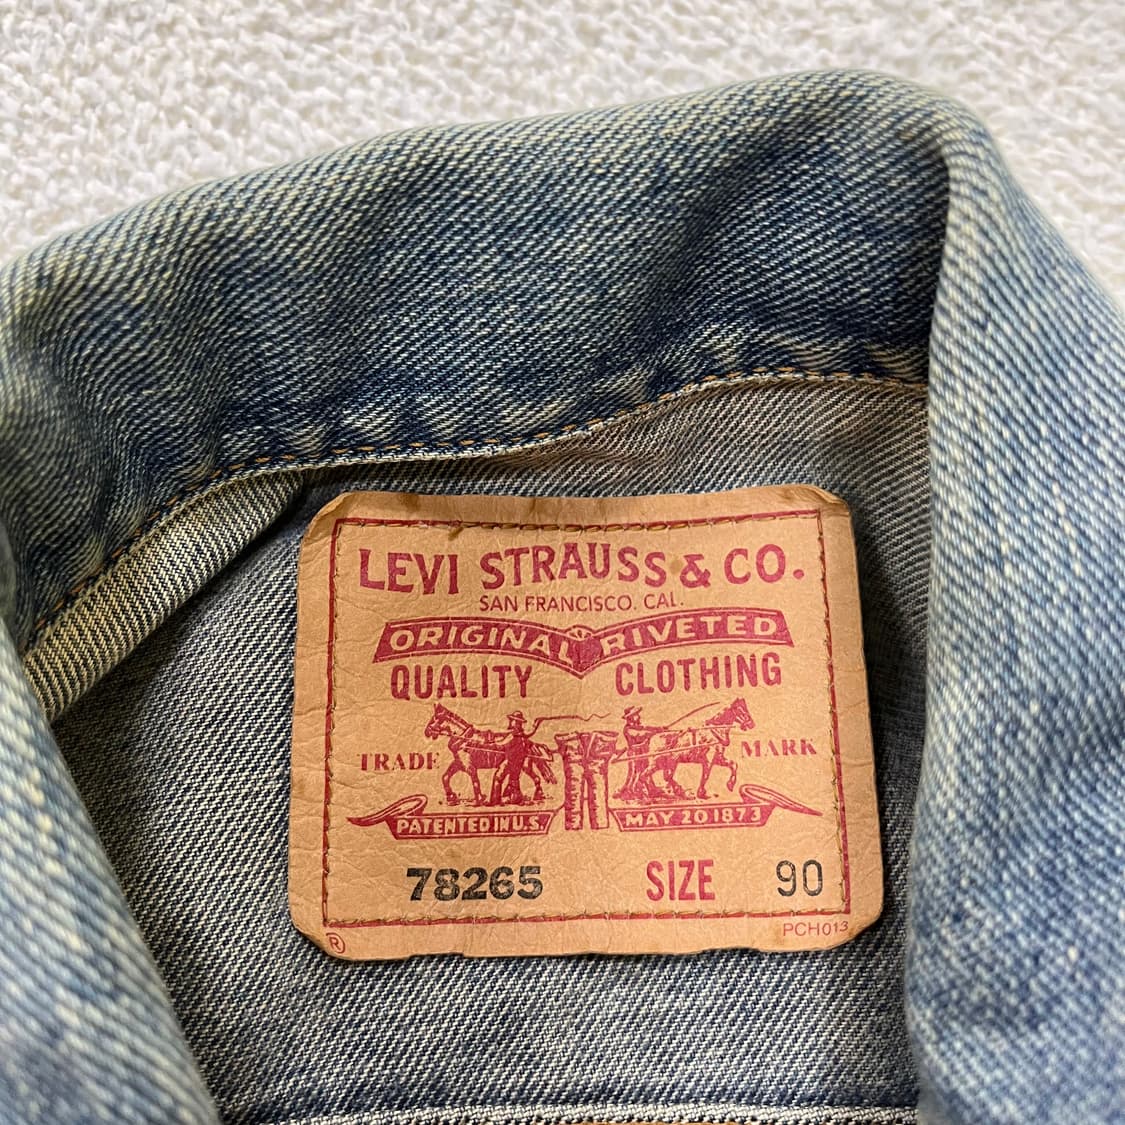 LEVI STRAUSS & CO.
SAN FRANCISCO. CAL.
ORIGINAL RIVETED
QUALITY CLOTHING
TRADE MARK
PATENTED IN U.S. MAY 20 1873
78265 SIZE 90
® PCH013